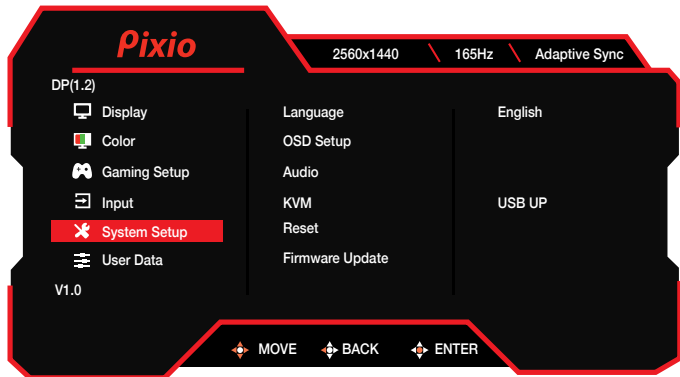 Pixio
2560x1440 165Hz Adaptive Sync
DP(1.2)
Display Language English
Color OSD Setup
Gaming Setup Audio
Input KVM USB UP
System Setup Reset
User Data Firmware Update
V1.0
MOVE BACK ENTER